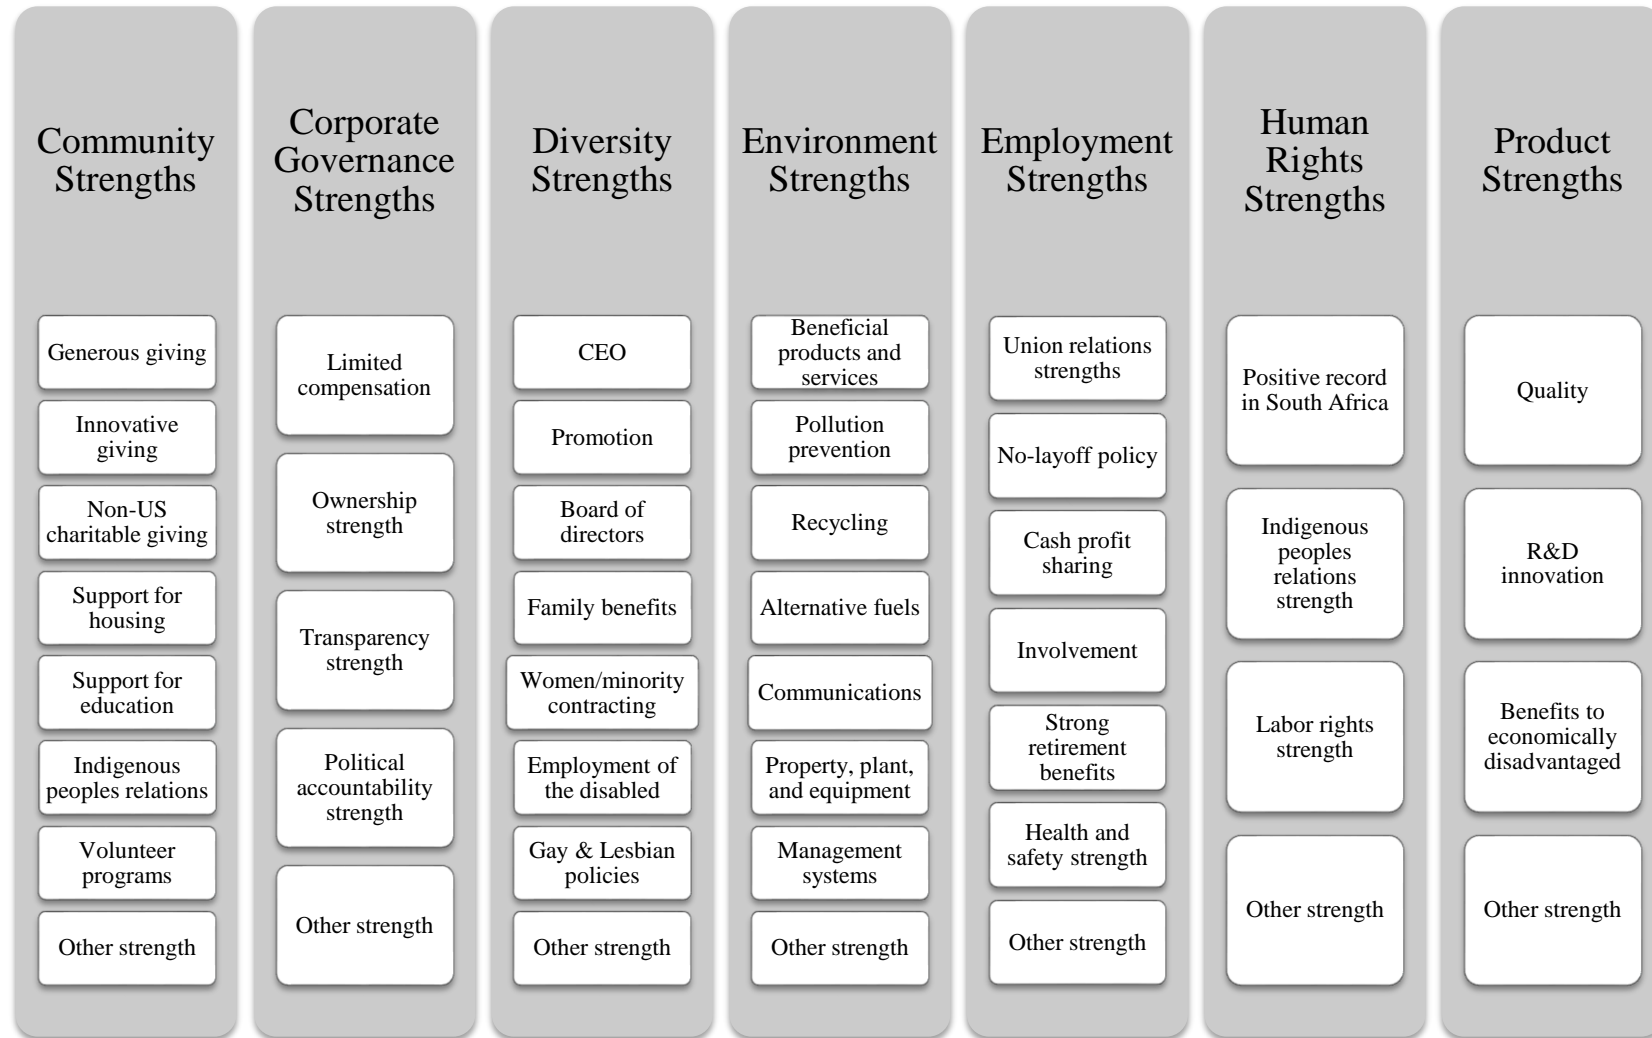 Community
Strengths
Generous giving
Innovative
giving
Non-US
charitable giving
Support for
housing
Support for
education
Indigenous
peoples relations
Volunteer
programs
Other strength
Corporate
Governance
Strengths
Limited
compensation
Ownership
strength
Transparency
strength
Political
accountability
strength
Other strength
Diversity
Strengths
CEO
Promotion
Board of
directors
Family benefits
Women/minority
contracting
Employment of
the disabled
Gay & Lesbian
policies
Other strength
Environment
Strengths
Beneficial
products and
services
Pollution
prevention
Recycling
Alternative fuels
Communications
Property, plant,
and equipment
Management
systems
Other strength
Employment
Strengths
Union relations
strengths
No-layoff policy
Cash profit
sharing
Involvement
Strong
retirement
benefits
Health and
safety strength
Other strength
Human
Rights
Strengths
Positive record
in South Africa
Indigenous
peoples
relations
strength
Labor rights
strength
Other strength
Product
Strengths
Quality
R&D
innovation
Benefits to
economically
disadvantaged
Other strength